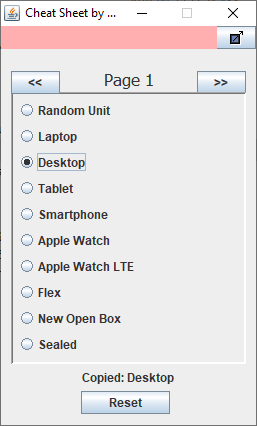 Cheat Sheet by ...
<< Page 1 >>
Random Unit
Laptop
Desktop
Tablet
Smartphone
Apple Watch
Apple Watch LTE
Flex
New Open Box
Sealed
Copied: Desktop
Reset